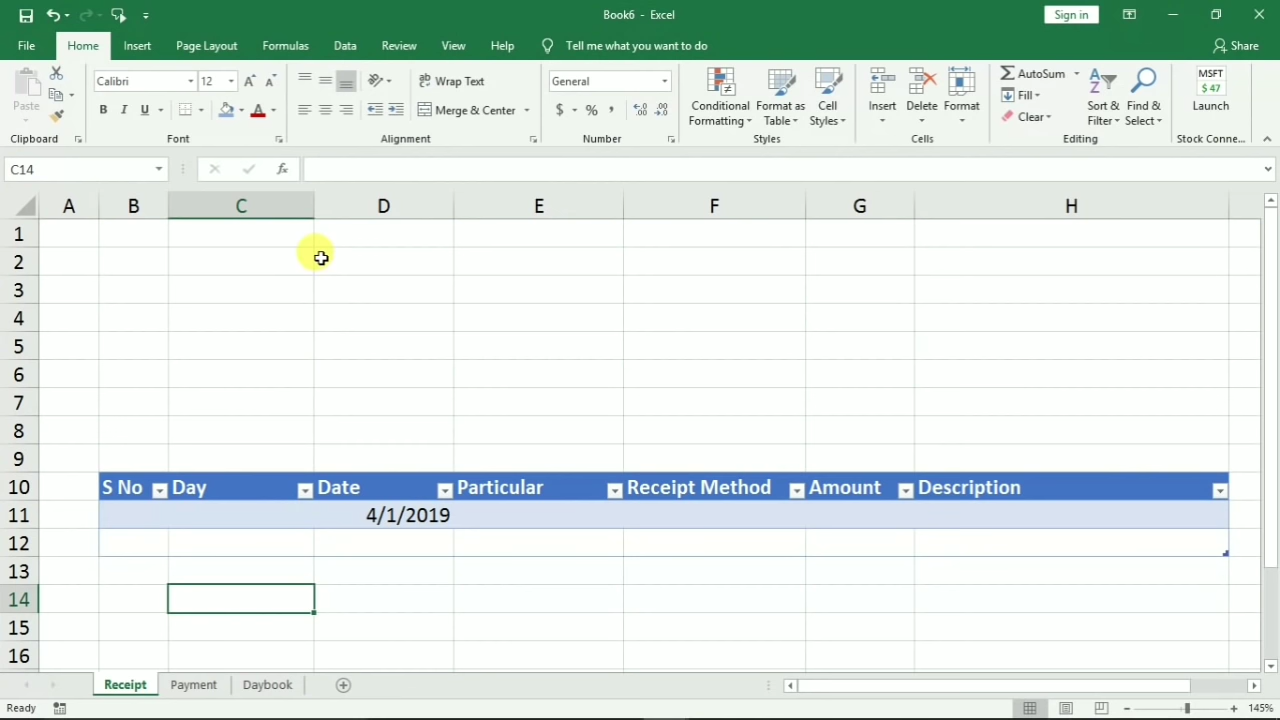 Book6 - Excel
Sign in
File Home Insert Page Layout Formulas Data Review View Help Tell me what you want to do Share
Paste
Calibri 12
B I U
Wrap Text
Merge & Center
General
$ % ,
Conditional Formatting
Format as Table
Cell Styles
Insert Delete Format
AutoSum
Fill
Clear
Sort & Filter
Find & Select
MSFT
$ 47
Launch
Clipboard Font Alignment Number Styles Cells Editing Stock Conne...
C14 fx
A B C D E F G H
1
2
3
4
5
6
7
8
9
10 S No Day Date Particular Receipt Method Amount Description
11 4/1/2019
12
13
14
15
16
Receipt Payment Daybook
Ready 145%